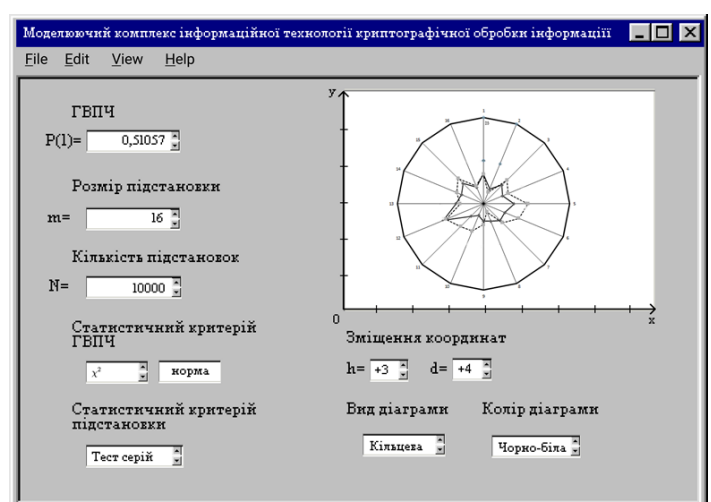 Моделюючий комплекс інформаційної технології криптографічної обробки інформаціїї
File Edit View Help
ГВПЧ
P(1)= 0,51057
Розмір підстановки
m= 16
Кількість підстановок
N= 10000
Статистичний критерій
ГВПЧ
χ² норма
Статистичний критерій
підстановки
Тест серій
y
0
x
Зміщення координат
h= +3 d= +4
Вид діаграми Колір діаграми
Кільцева Чорно-біла